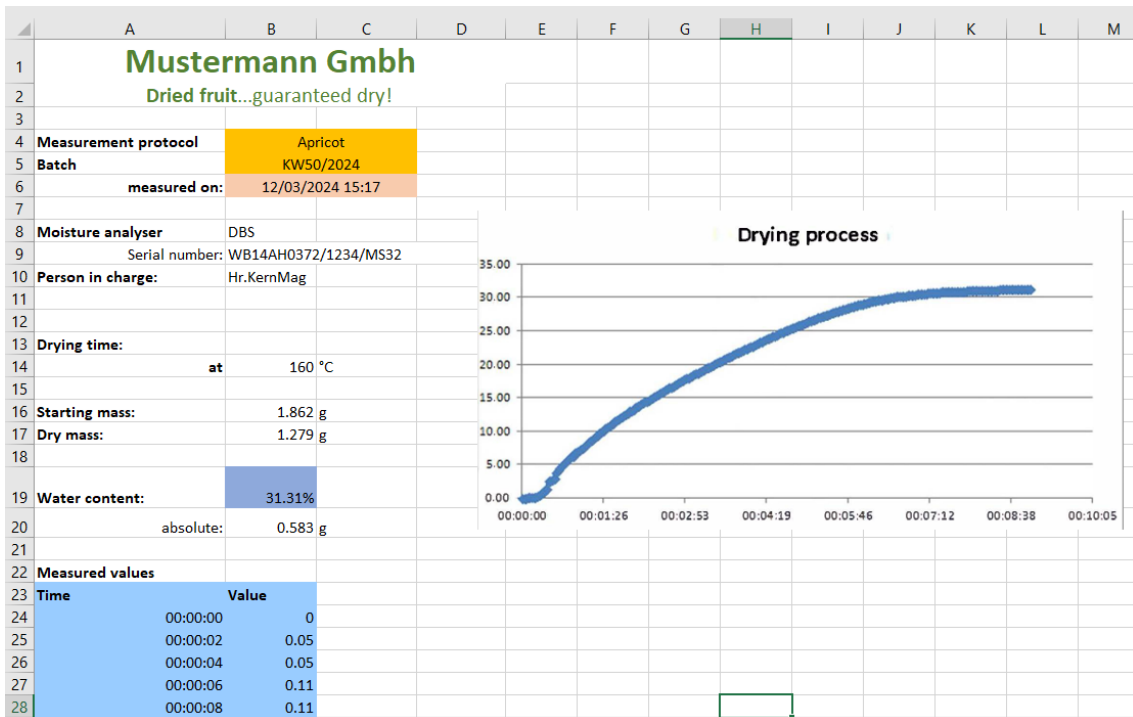 A B C D E F G H I J K L M
1 Mustermann Gmbh
2 Dried fruit...guaranteed dry!
3
4 Measurement protocol Apricot
5 Batch KW50/2024
6 measured on: 12/03/2024 15:17
7
8 Moisture analyser DBS
9 Serial number: WB14AH0372/1234/MS32
10 Person in charge: Hr.KernMag
11
12
13 Drying time:
14 at 160 °C
15
16 Starting mass: 1.862 g
17 Dry mass: 1.279 g
18
19 Water content: 31.31%
20 absolute: 0.583 g
21
22 Measured values
23 Time Value
24 00:00:00 0
25 00:00:02 0.05
26 00:00:04 0.05
27 00:00:06 0.11
28 00:00:08 0.11
Drying process
35.00
30.00
25.00
20.00
15.00
10.00
5.00
0.00
00:00:00 00:01:26 00:02:53 00:04:19 00:05:46 00:07:12 00:08:38 00:10:05